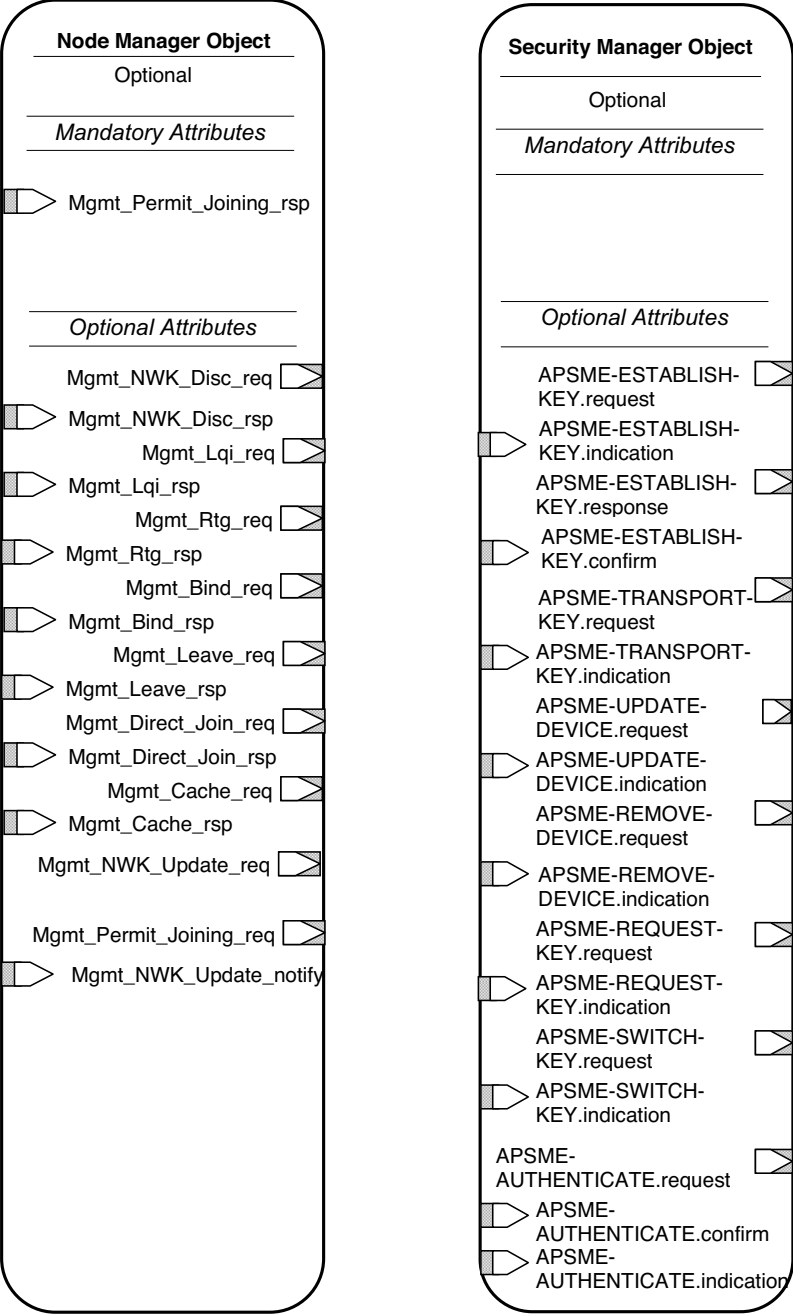 Node Manager Object
Optional
Mandatory Attributes
Mgmt_Permit_Joining_rsp
Optional Attributes
Mgmt_NWK_Disc_req
Mgmt_NWK_Disc_rsp
Mgmt_Lqi_req
Mgmt_Lqi_rsp
Mgmt_Rtg_req
Mgmt_Rtg_rsp
Mgmt_Bind_req
Mgmt_Bind_rsp
Mgmt_Leave_req
Mgmt_Leave_rsp
Mgmt_Direct_Join_req
Mgmt_Direct_Join_rsp
Mgmt_Cache_req
Mgmt_Cache_rsp
Mgmt_NWK_Update_req
Mgmt_Permit_Joining_req
Mgmt_NWK_Update_notify
Security Manager Object
Optional
Mandatory Attributes
Optional Attributes
APSME-ESTABLISH-
KEY.request
APSME-ESTABLISH-
KEY.indication
APSME-ESTABLISH-
KEY.response
APSME-ESTABLISH-
KEY.confirm
APSME-TRANSPORT-
KEY.request
APSME-TRANSPORT-
KEY.indication
APSME-UPDATE-
DEVICE.request
APSME-UPDATE-
DEVICE.indication
APSME-REMOVE-
DEVICE.request
APSME-REMOVE-
DEVICE.indication
APSME-REQUEST-
KEY.request
APSME-REQUEST-
KEY.indication
APSME-SWITCH-
KEY.request
APSME-SWITCH-
KEY.indication
APSME-
AUTHENTICATE.request
APSME-
AUTHENTICATE.confirm
APSME-
AUTHENTICATE.indication